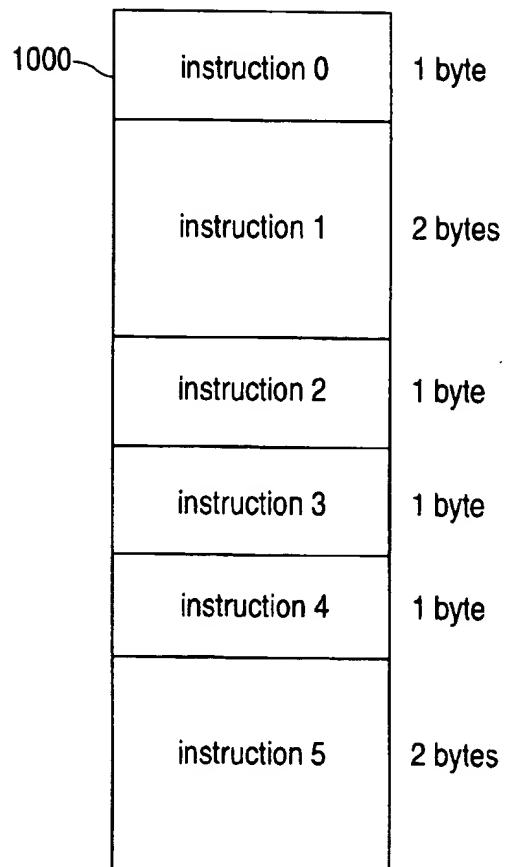 1000 instruction 0 1 byte
instruction 1 2 bytes
instruction 2 1 byte
instruction 3 1 byte
instruction 4 1 byte
instruction 5 2 bytes